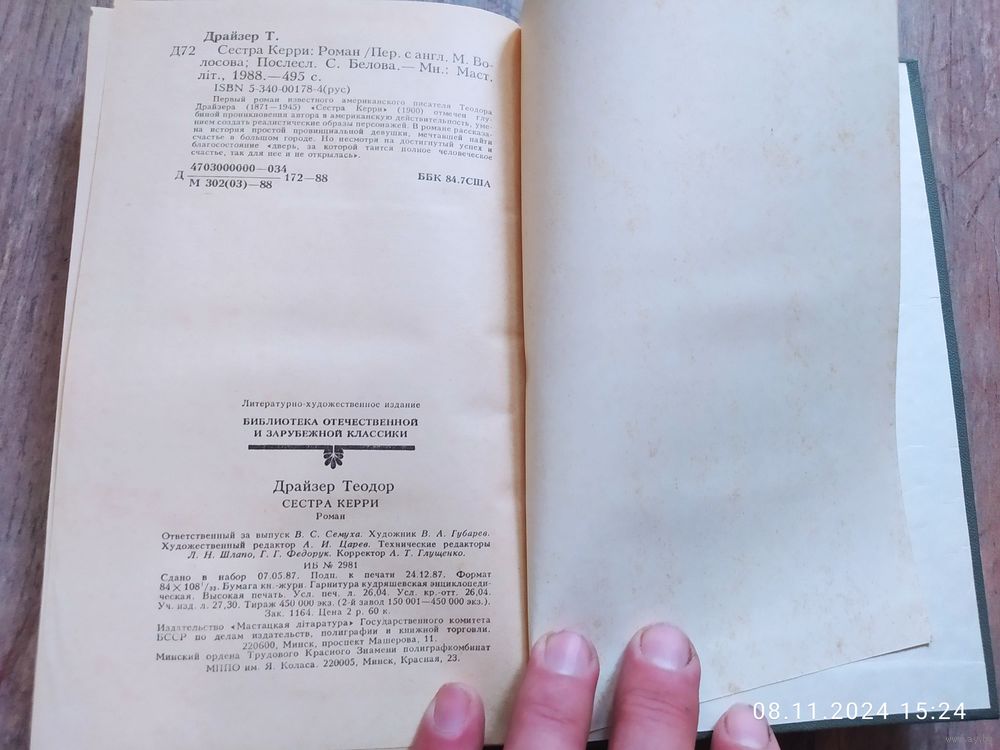 Драйзер Т.
Д72 Сестра Керри: Роман /Пер. с англ. М. Во-
лосова; Послесл. С. Белова.— Мн.: Маст.
літ., 1988.—495 с.
ISBN 5-340-00178-4(рус)
Первый роман известного американского писателя Теодора
Драйзера (1871—1945) «Сестра Керри» (1900) отмечен глу-
биной проникновения автора в американскую действительность, уме-
нием создать реалистические образы персонажей. В романе рассказа-
на история простой провинциальной девушки, мечтавшей найти
счастье в большом городе. Но несмотря на достигнутый успех и
благосостояние «дверь, за которой таится полное человеческое
счастье, так для нее и не открылась».
Д 4703000000—034
М 302(03)—88 172—88 ББК 84.7США
Литературно-художественное издание
БИБЛИОТЕКА ОТЕЧЕСТВЕННОЙ
И ЗАРУБЕЖНОЙ КЛАССИКИ
Драйзер Теодор
СЕСТРА КЕРРИ
Роман
Ответственный за выпуск В. С. Семуха. Художник В. А. Губарев.
Художественный редактор А. И. Царев. Технические редакторы
Л. Н. Шлапо, Г. Г. Федорук. Корректор А. Т. Глущенко.
ИБ № 2981
Сдано в набор 07.05.87. Подп. к печати 24.12.87. Формат
84×108¹/₃₂. Бумага кн.-журн. Гарнитура кудряшевская энциклопеди-
ческая. Высокая печать. Усл. печ. л. 26,04. Усл. кр.-отт. 26,04.
Уч. изд. л. 27,30. Тираж 450 000 экз. (2-й завод 150 001—450 000 экз.).
Зак. 1164. Цена 2 р. 60 к.
Издательство «Мастацкая літаратура» Государственного комитета
БССР по делам издательств, полиграфии и книжной торговли.
220600, Минск, проспект Машерова, 11.
Минский ордена Трудового Красного Знамени полиграфкомбинат
МППО им. Я. Коласа. 220005, Минск, Красная, 23.
08.11.2024 15:24
www.ay.by